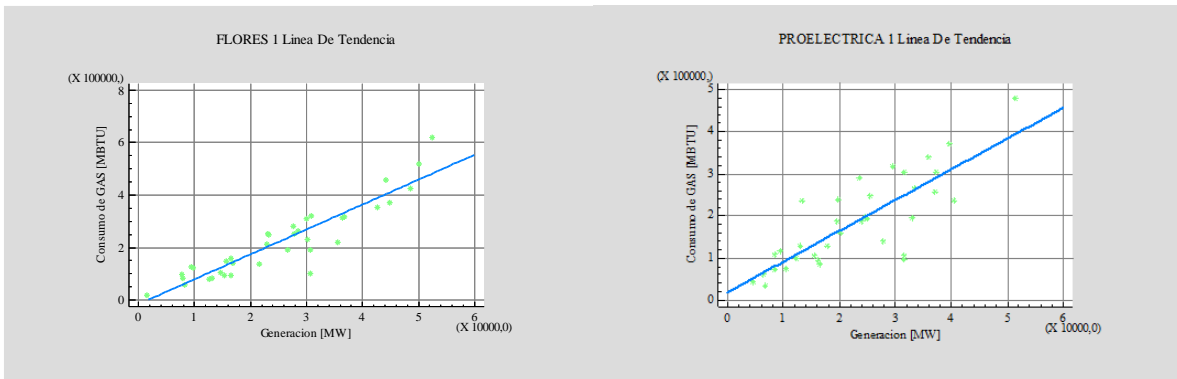 FLORES 1 Linea De Tendencia
(X 100000,)
8
6
4
2
0
Consumo de GAS [MBTU]
0 1 2 3 4 5 6
Generacion [MW]
(X 10000,0)
PROELECTRICA 1 Linea De Tendencia
(X 100000,)
5
4
3
2
1
0
Consumo de GAS [MBTU]
0 1 2 3 4 5 6
(X 10000,0)
Generacion [MW]